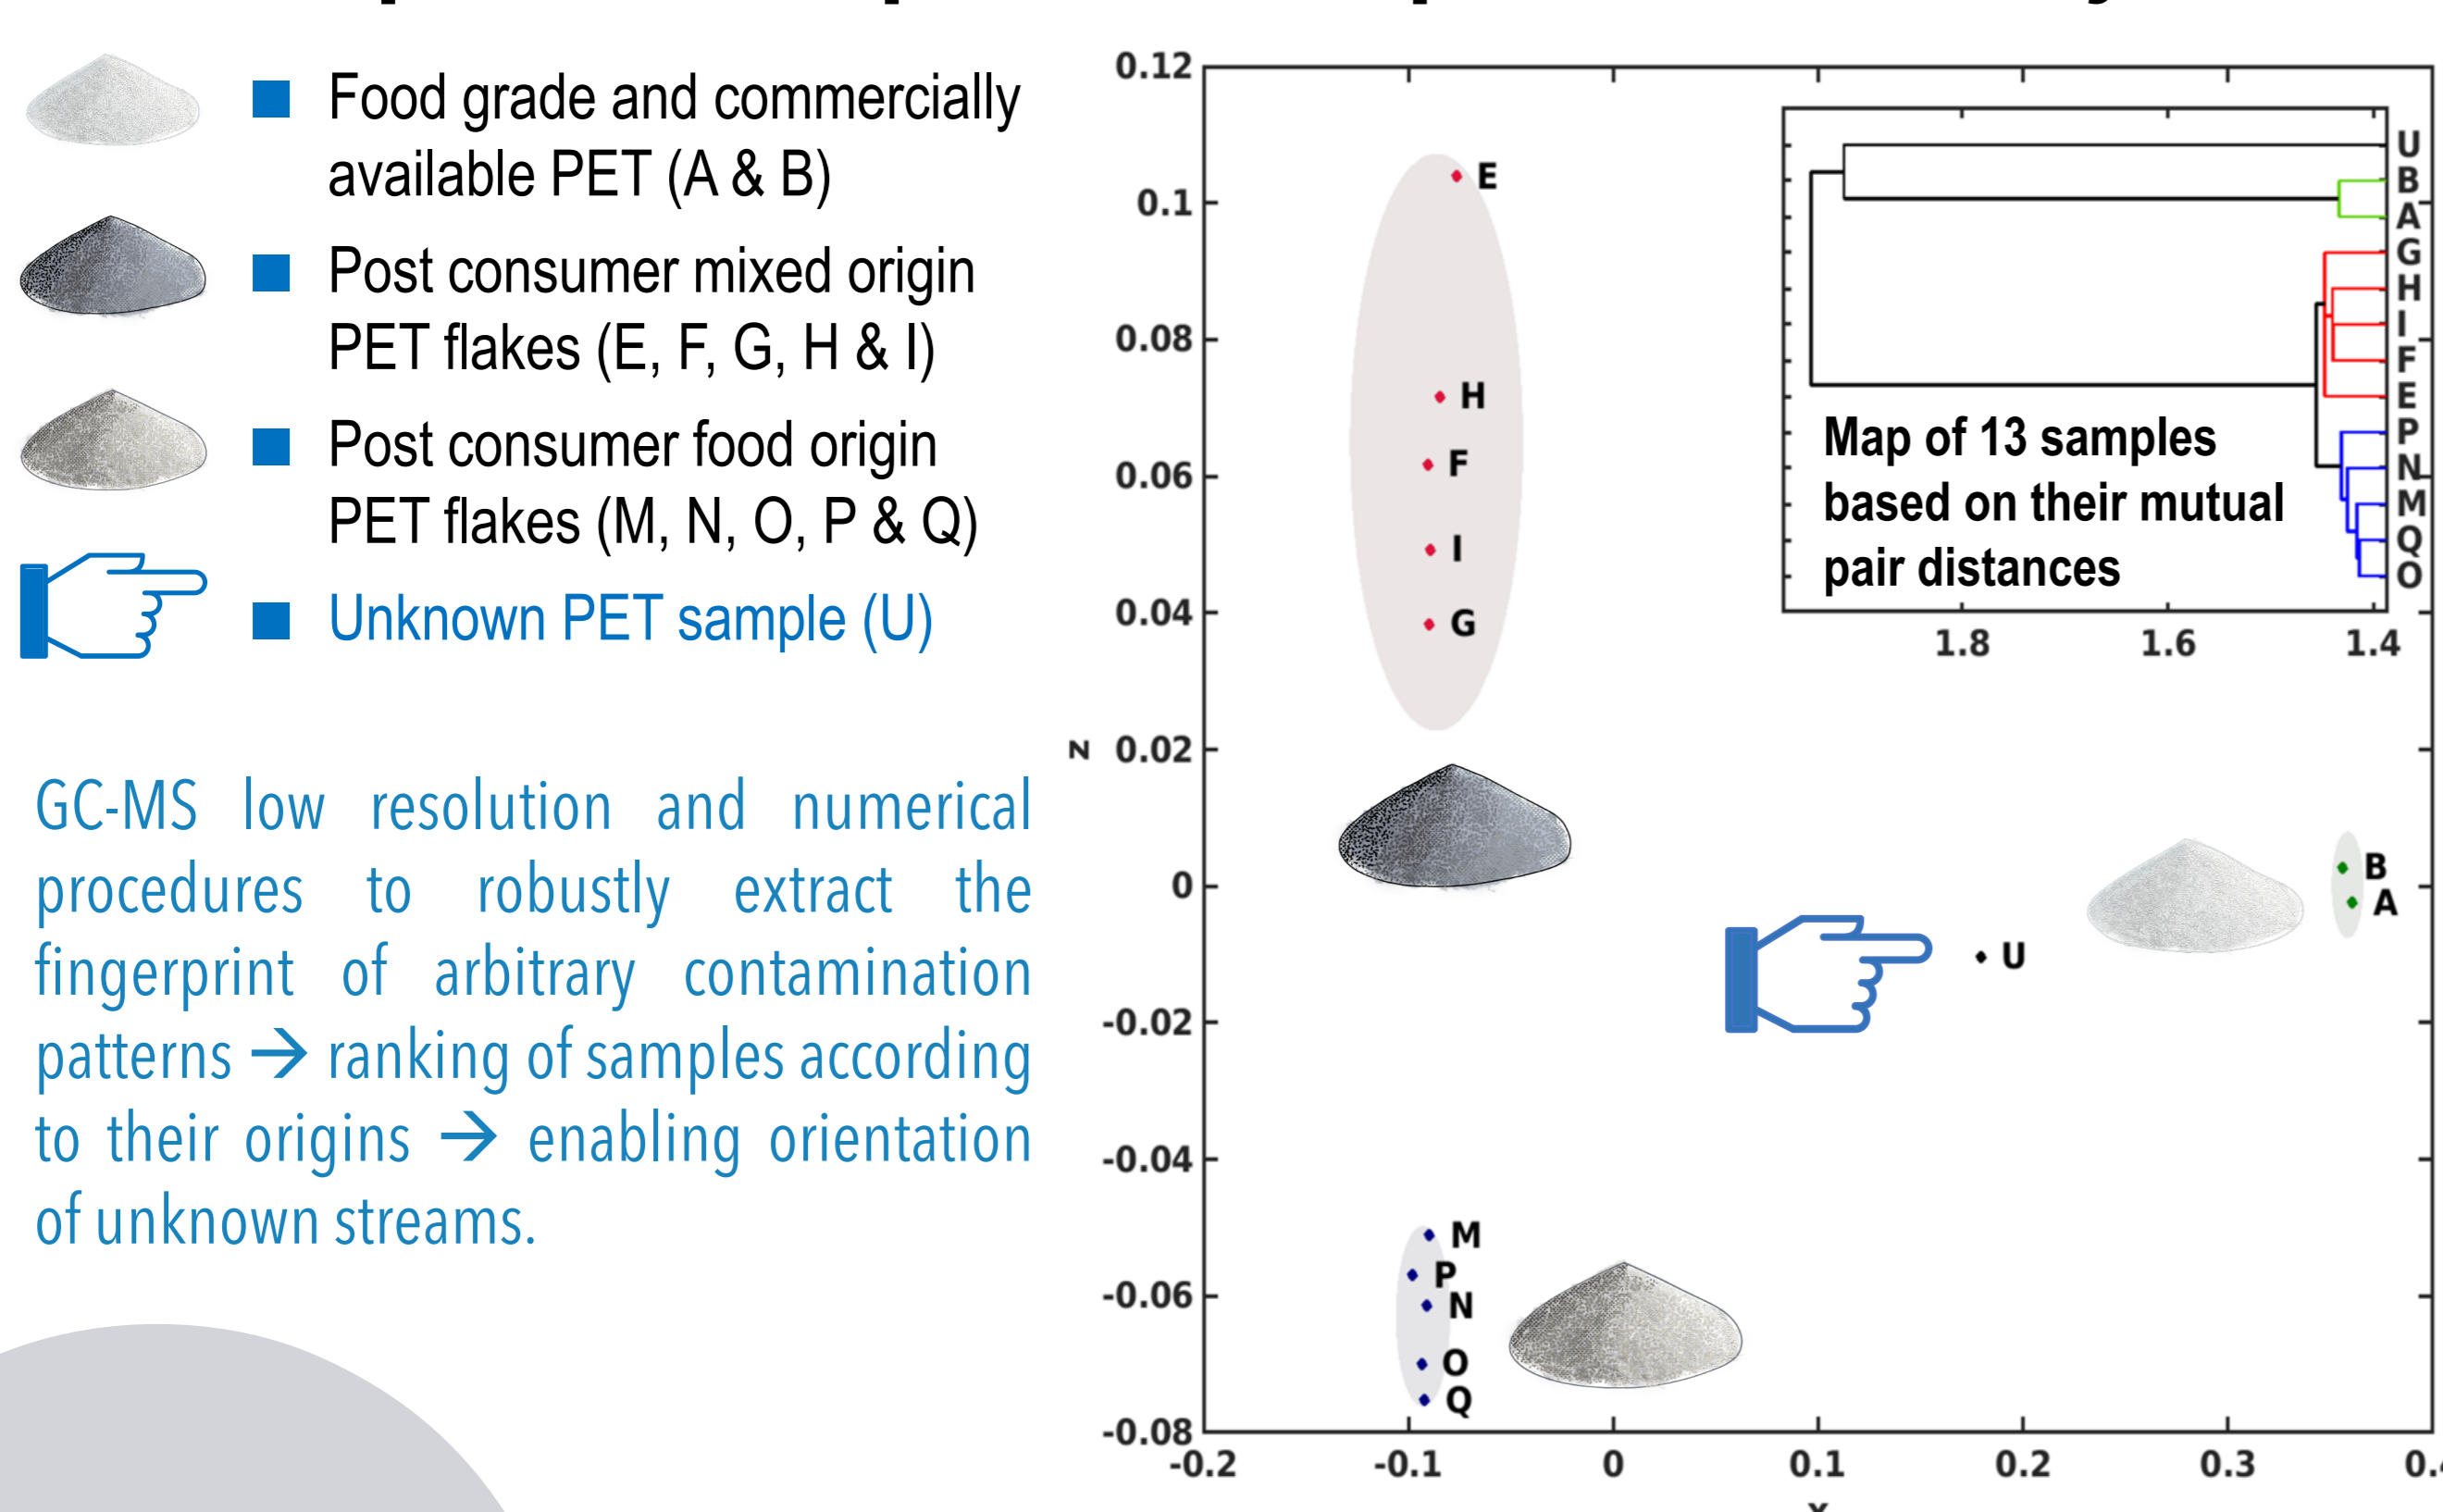 Food grade and commercially
available PET (A & B)
Post consumer mixed origin
PET flakes (E, F, G, H & I)
Post consumer food origin
PET flakes (M, N, O, P & Q)
Unknown PET sample (U)
GC-MS low resolution and numerical
procedures to robustly extract the
fingerprint of arbitrary contamination
patterns → ranking of samples according
to their origins → enabling orientation
of unknown streams.
0.12
0.1
0.08
0.06
0.04
0.02
0
-0.02
-0.04
-0.06
-0.08
z
-0.2
-0.1
0
0.1
0.2
0.3
E
H
F
I
G
B
A
U
M
P
N
O
Q
U
B
A
G
H
I
F
E
P
N
M
Q
O
Map of 13 samples
based on their mutual
pair distances
1.8
1.6
1.4